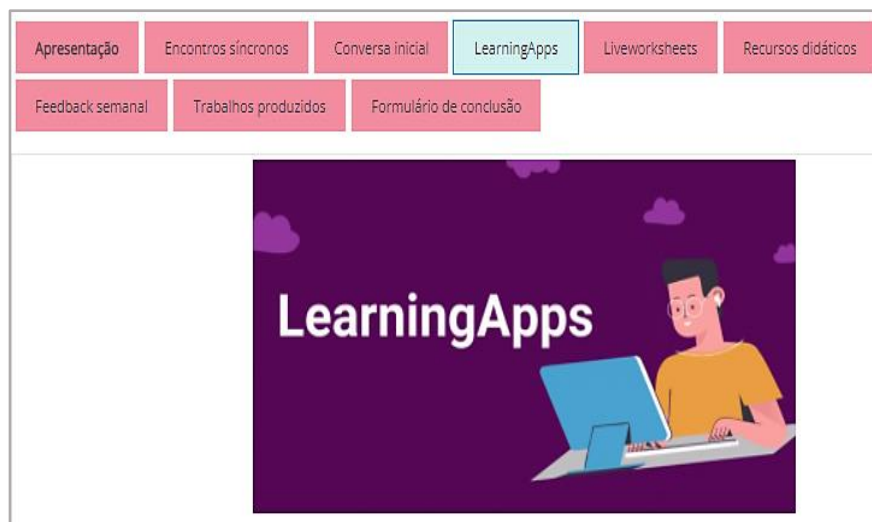 Apresentação Encontros síncronos Conversa inicial LearningApps Liveworksheets Recursos didáticos
Feedback semanal Trabalhos produzidos Formulário de conclusão
LearningApps